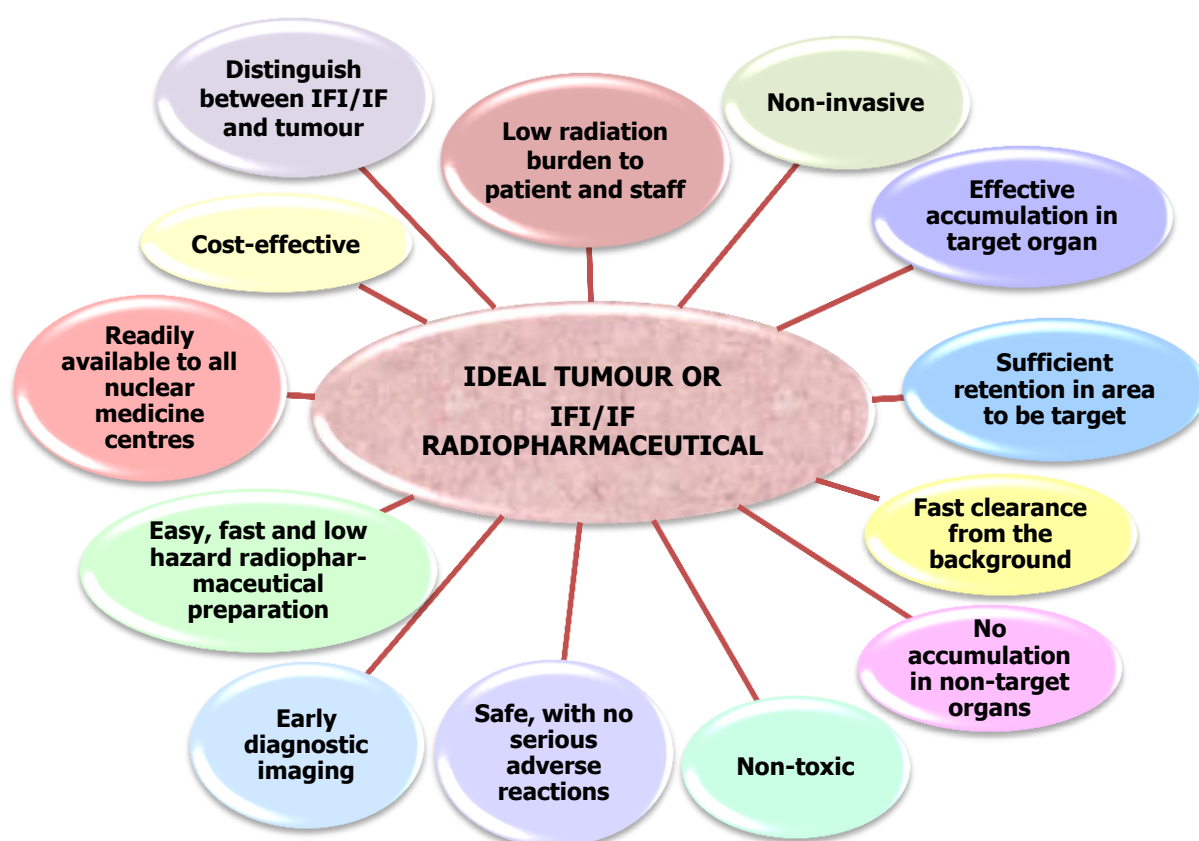 Distinguish
between IFI/IF
and tumour
Low radiation
burden to
patient and staff
Non-invasive
Effective
accumulation in
target organ
Cost-effective
Readily
available to all
nuclear
medicine
centres
IDEAL TUMOUR OR
IFI/IF
RADIOPHARMACEUTICAL
Sufficient
retention in area
to be target
Easy, fast and low
hazard radiophar-
maceutical
preparation
Fast clearance
from the
background
No
accumulation
in non-target
organs
Early
diagnostic
imaging
Safe, with no
serious
adverse
reactions
Non-toxic